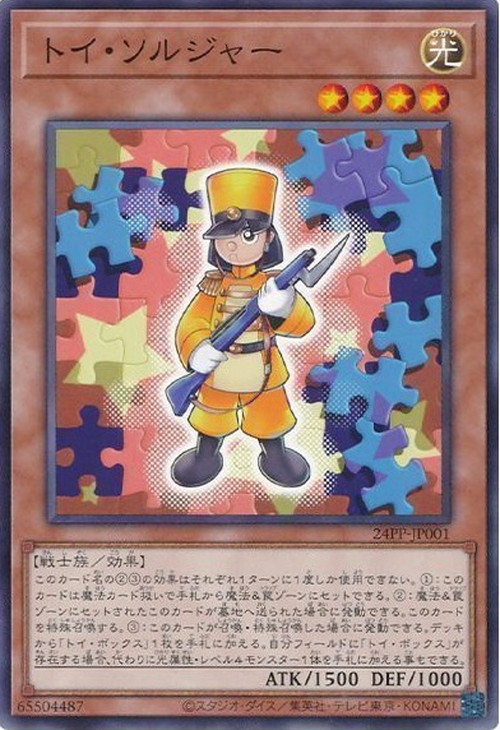 トイ・ソルジャー
光
24PP-JP001
【戦士族/効果】
このカード名の②③の効果はそれぞれ1ターンに1度しか使用できない。①:この
カードは魔法カード扱いで手札から魔法&罠ゾーンにセットできる。②:魔法&罠
ゾーンにセットされたこのカードが墓地へ送られた場合に発動できる。このカード
を特殊召喚する。③:このカードが召喚・特殊召喚した場合に発動できる。デッキ
から「トイ・ボックス」1枚を手札に加える。自分フィールドに「トイ・ボックス」が
存在する場合、代わりに光属性・レベル4モンスター1体を手札に加える事もできる。
ATK/1500 DEF/1000
65504487
©スタジオ・ダイス/集英社・テレビ東京・KONAMI